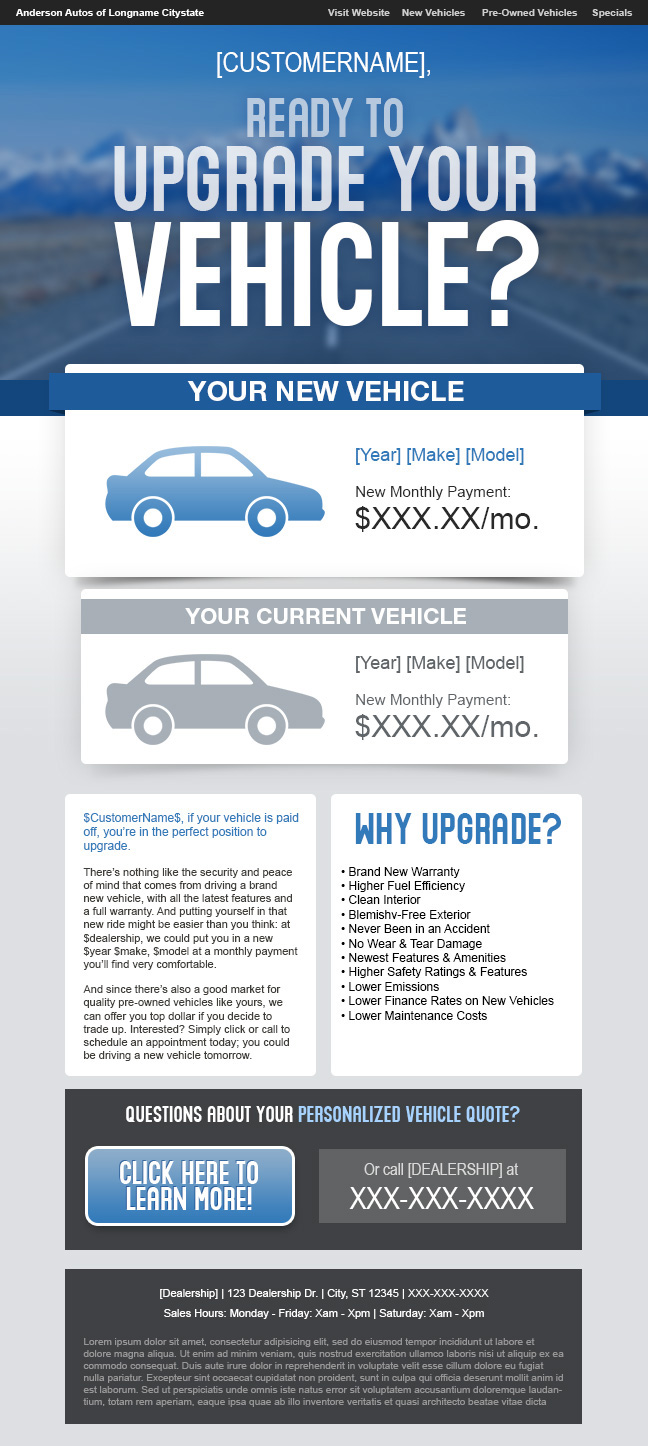 Anderson Autos of Longname Citystate Visit Website New Vehicles Pre-Owned Vehicles Specials
[CUSTOMERNAME],
READY TO
UPGRADE YOUR
VEHICLE?
YOUR NEW VEHICLE
[Year] [Make] [Model]
New Monthly Payment:
$XXX.XX/mo.
YOUR CURRENT VEHICLE
[Year] [Make] [Model]
New Monthly Payment:
$XXX.XX/mo.
$CustomerName$, if your vehicle is paid
off, you're in the perfect position to
upgrade.
There's nothing like the security and peace
of mind that comes from driving a brand
new vehicle, with all the latest features and
a full warranty. And putting yourself in that
new ride might be easier than you think: at
$dealership, we could put you in a new
$year $make, $model at a monthly payment
you'll find very comfortable.
And since there's also a good market for
quality pre-owned vehicles like yours, we
can offer you top dollar if you decide to
trade up. Interested? Simply click or call to
schedule an appointment today; you could
be driving a new vehicle tomorrow.
WHY UPGRADE?
• Brand New Warranty
• Higher Fuel Efficiency
• Clean Interior
• Blemishv-Free Exterior
• Never Been in an Accident
• No Wear & Tear Damage
• Newest Features & Amenities
• Higher Safety Ratings & Features
• Lower Emissions
• Lower Finance Rates on New Vehicles
• Lower Maintenance Costs
QUESTIONS ABOUT YOUR PERSONALIZED VEHICLE QUOTE?
CLICK HERE TO
LEARN MORE!
Or call [DEALERSHIP] at
XXX-XXX-XXXX
[Dealership] | 123 Dealership Dr. | City, ST 12345 | XXX-XXX-XXXX
Sales Hours: Monday - Friday: Xam - Xpm | Saturday: Xam - Xpm
Lorem ipsum dolor sit amet, consectetur adipisicing elit, sed do eiusmod tempor incididunt ut labore et
dolore magna aliqua. Ut enim ad minim veniam, quis nostrud exercitation ullamco laboris nisi ut aliquip ex ea
commodo consequat. Duis aute irure dolor in reprehenderit in voluptate velit esse cillum dolore eu fugiat
nulla pariatur. Excepteur sint occaecat cupidatat non proident, sunt in culpa qui officia deserunt mollit anim id
est laborum. Sed ut perspiciatis unde omnis iste natus error sit voluptatem accusantium doloremque laudan-
tium, totam rem aperiam, eaque ipsa quae ab illo inventore veritatis et quasi architecto beatae vitae dicta